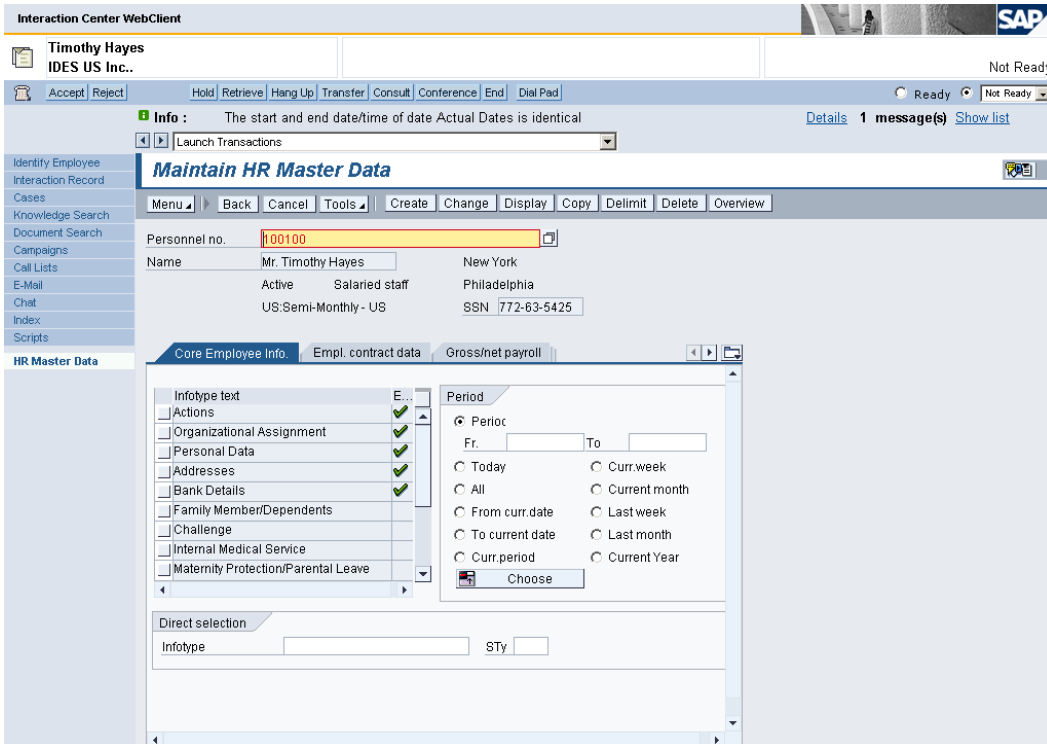 Interaction Center WebClient
SAP
Timothy Hayes
IDES US Inc..
Not Ready
Accept Reject Hold Retrieve Hang Up Transfer Consult Conference End Dial Pad Ready Not Ready
Info : The start and end date/time of date Actual Dates is identical Details 1 message(s) Show list
Launch Transactions
Identify Employee
Interaction Record
Cases
Knowledge Search
Document Search
Campaigns
Call Lists
E-Mail
Chat
Index
Scripts
HR Master Data
Maintain HR Master Data
Menu Back Cancel Tools Create Change Display Copy Delimit Delete Overview
Personnel no. 100100
Name Mr. Timothy Hayes New York
Active Salaried staff Philadelphia
US:Semi-Monthly - US SSN 772-63-5425
Core Employee Info. Empl. contract data Gross/net payroll
Infotype text E...
Actions
Organizational Assignment
Personal Data
Addresses
Bank Details
Family Member/Dependents
Challenge
Internal Medical Service
Maternity Protection/Parental Leave
Period
Period
Fr. To
Today Curr.week
All Current month
From curr.date Last week
To current date Last month
Curr.period Current Year
Choose
Direct selection
Infotype STy